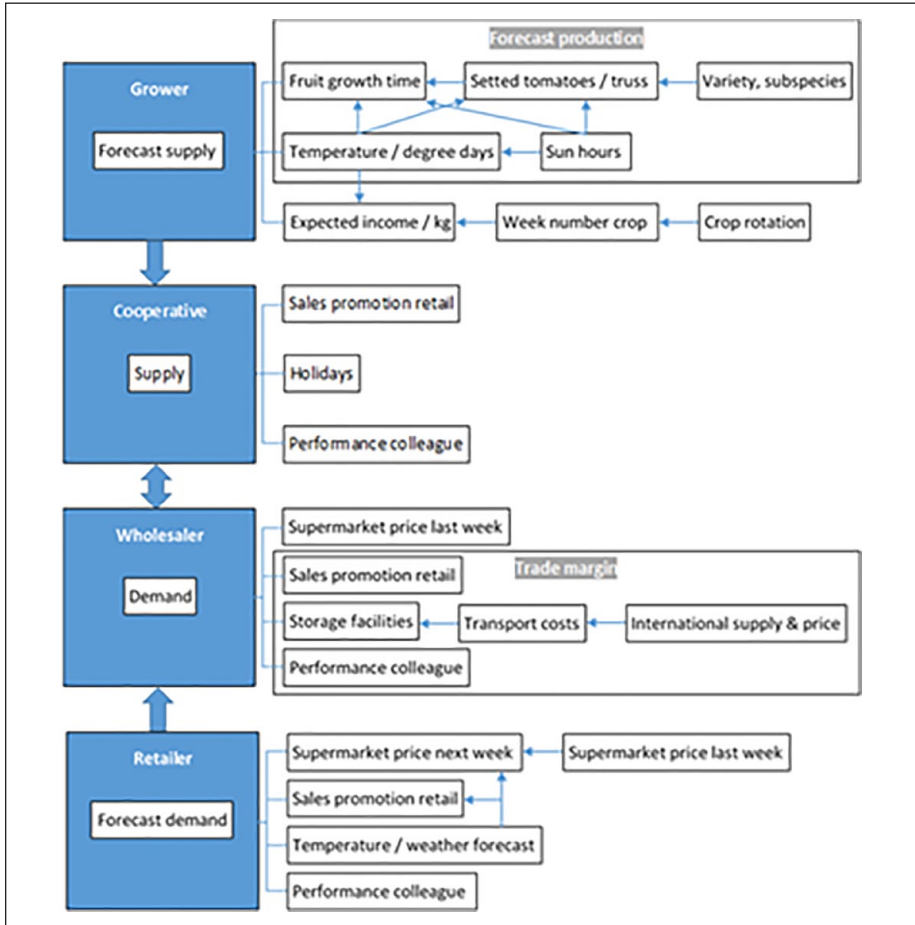 Forecast production
Grower
Fruit growth time
Setted tomatoes / truss
Variety, subspecies
Forecast supply
Temperature / degree days
Sun hours
Expected income / kg
Week number crop
Crop rotation
Cooperative
Sales promotion retail
Supply
Holidays
Performance colleague
Wholesaler
Supermarket price last week
Trade margin
Sales promotion retail
Demand
Storage facilities
Transport costs
International supply & price
Performance colleague
Retailer
Supermarket price next week
Supermarket price last week
Sales promotion retail
Forecast demand
Temperature / weather forecast
Performance colleague